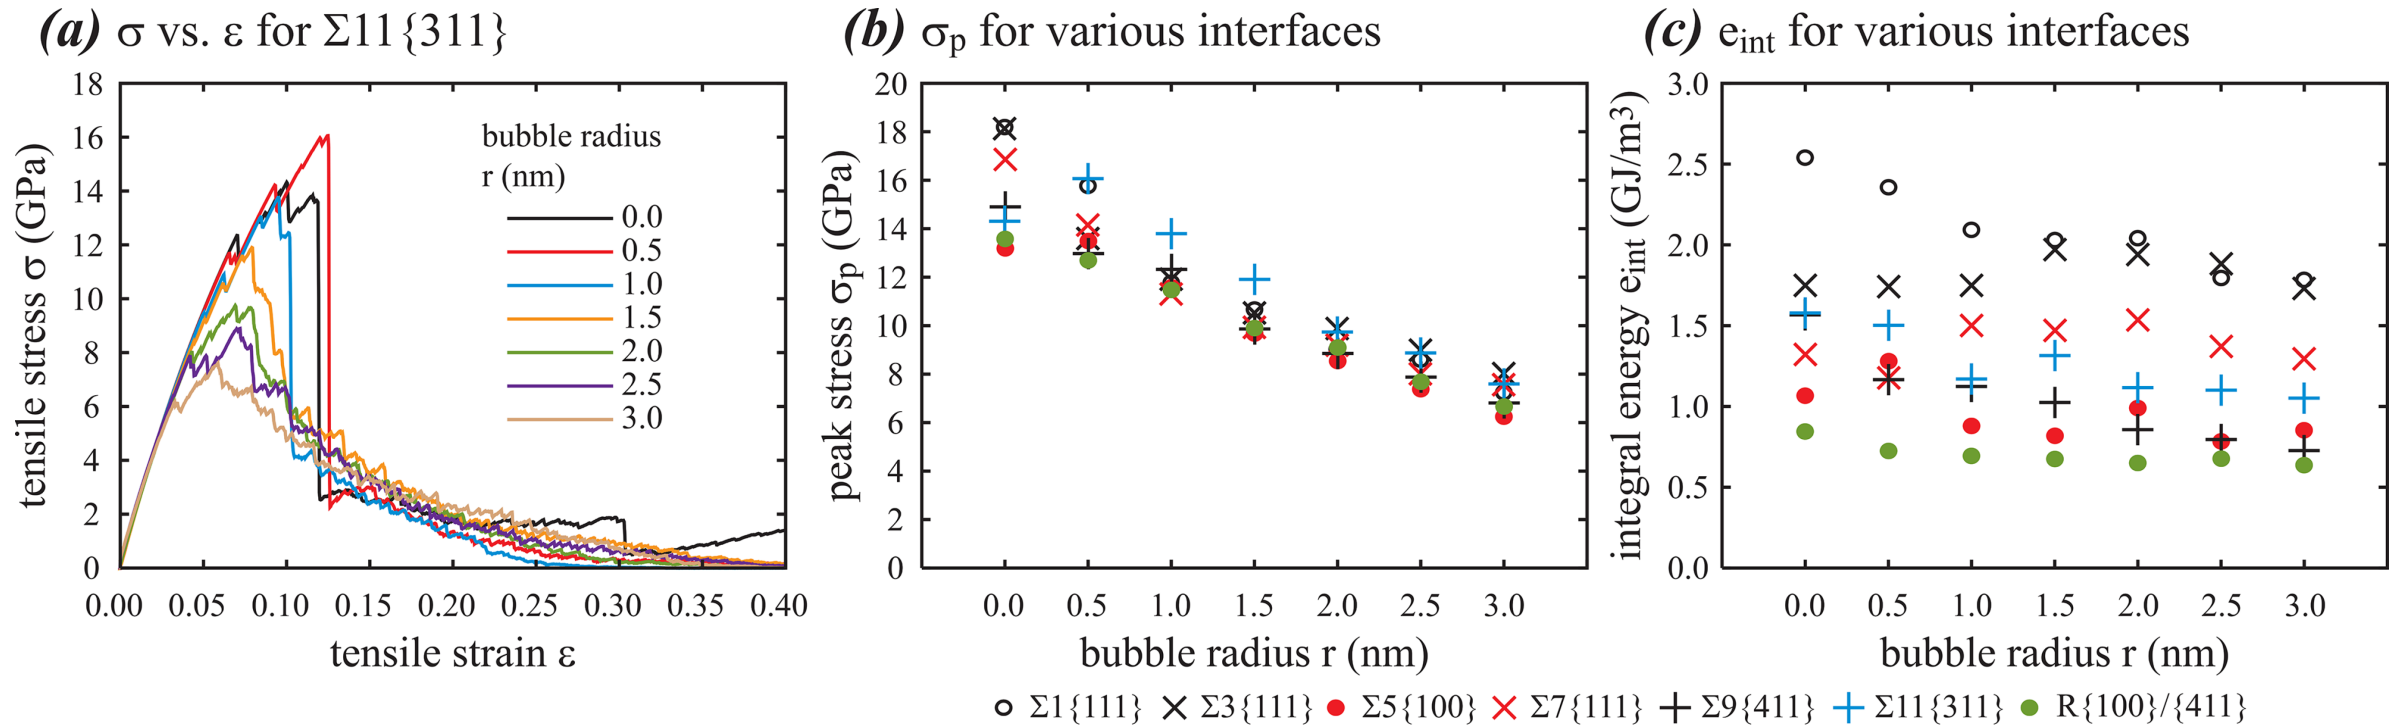 (a) σ vs. ε for Σ11{311}
18
16
14
12
10
8
6
4
2
0
tensile stress σ (GPa)
bubble radius
r (nm)
0.0
0.5
1.0
1.5
2.0
2.5
3.0
0.00 0.05 0.10 0.15 0.20 0.25 0.30 0.35 0.40
tensile strain ε
(b) σp for various interfaces
20
18
16
14
12
10
8
6
4
2
0
peak stress σp (GPa)
0.0 0.5 1.0 1.5 2.0 2.5 3.0
bubble radius r (nm)
(c) eint for various interfaces
3.0
2.5
2.0
1.5
1.0
0.5
0.0
integral energy eint (GJ/m3)
0.0 0.5 1.0 1.5 2.0 2.5 3.0
bubble radius r (nm)
Σ1{111} Σ3{111} Σ5{100} Σ7{111} Σ9{411} Σ11{311} R{100}/{411}